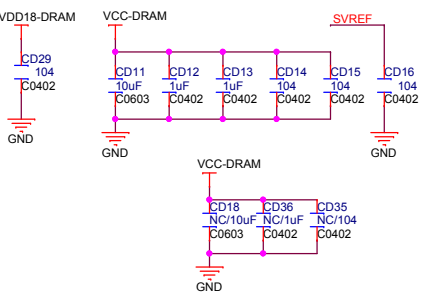 VDD18-DRAM
VCC-DRAM
SVREF
CD29
104
C0402
CD11
10uF
C0603
CD12
1uF
C0402
CD13
1uF
C0402
CD14
104
C0402
CD15
104
C0402
CD16
104
C0402
GND
GND
GND
VCC-DRAM
CD18
NC/10uF
C0603
CD36
NC/1uF
C0402
CD35
NC/104
C0402
GND